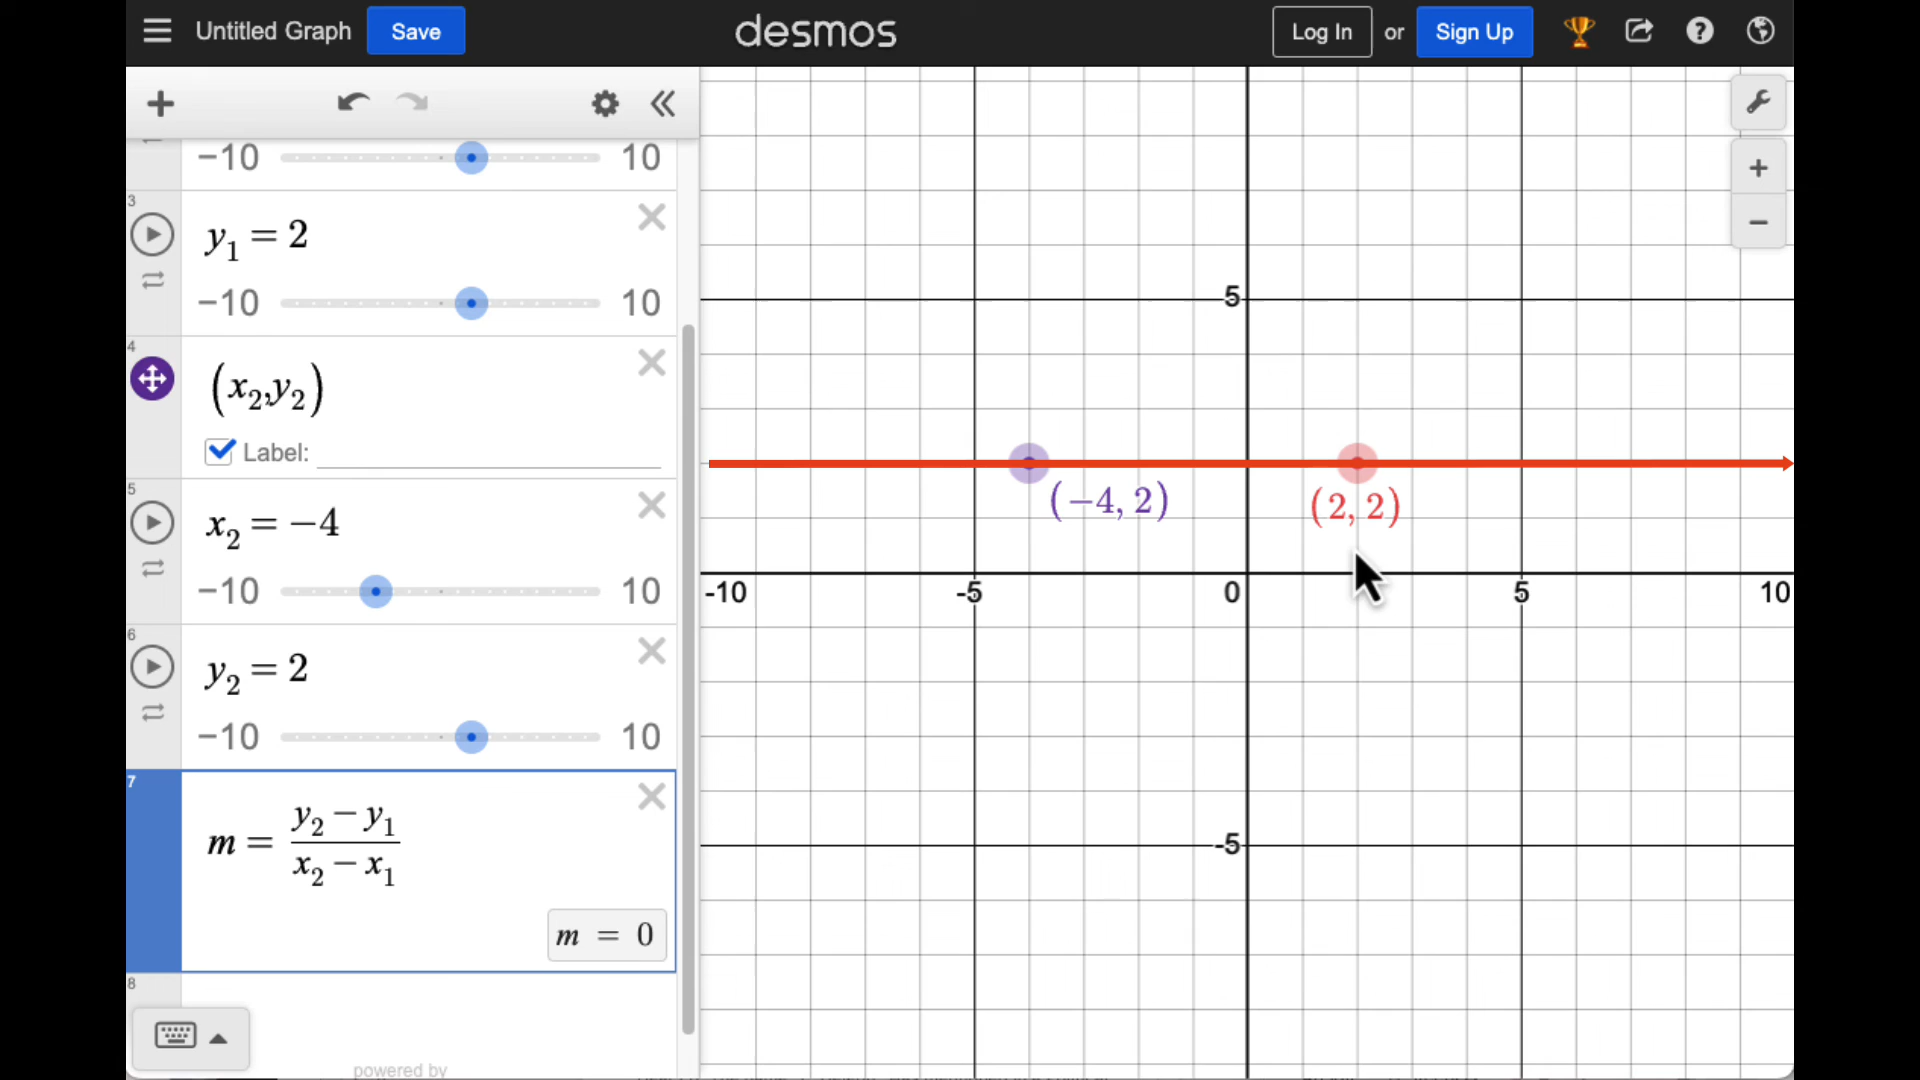 Untitled Graph
Save
desmos
Log In
or
Sign Up
−10
10
3
y₁ = 2
−10
10
4
(x₂,y₂)
Label:
5
x₂ = −4
−10
10
6
y₂ = 2
−10
10
7
m = (y₂ − y₁)/(x₂ − x₁)
m = 0
8
powered by
5
(−4, 2)
(2, 2)
-10
-5
0
5
10
-5